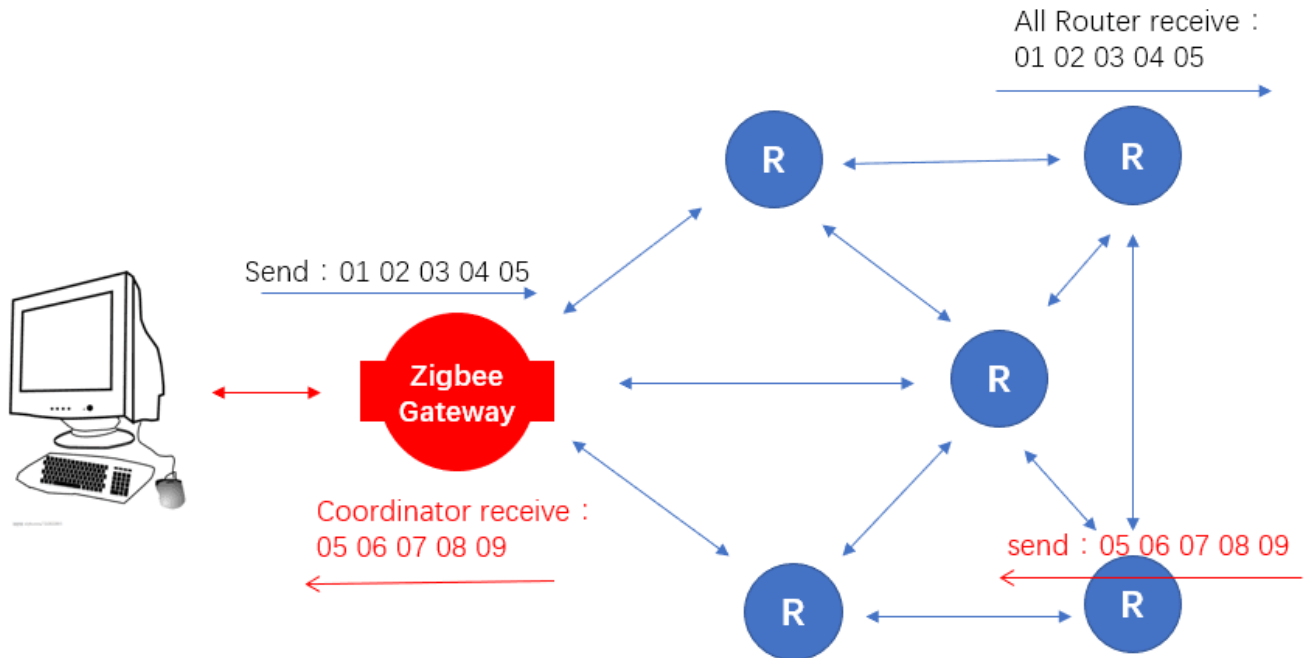 All Router receive：
01 02 03 04 05
R
R
Send：01 02 03 04 05
Zigbee
Gateway
R
Coordinator receive：
05 06 07 08 09
send：05 06 07 08 09
R
R